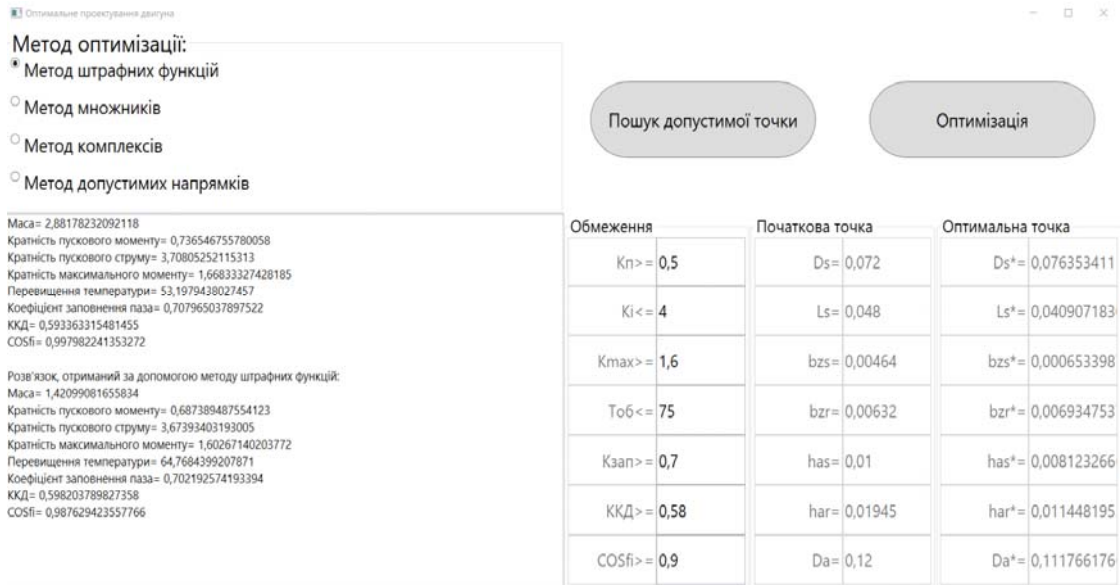 Оптимальне проектування двигуна
Метод оптимізації:
Метод штрафних функцій
Метод множників
Метод комплексів
Метод допустимих напрямків
Пошук допустимої точки
Оптимізація
Маса= 2,88178232092118
Кратність пускового моменту= 0,736546755780058
Кратність пускового струму= 3,70805252115313
Кратність максимального моменту= 1,66833327428185
Перевищення температури= 53,1979438027457
Коефіцієнт заповнення паза= 0,707965037897522
ККД= 0,593363315481455
COSfi= 0,997982241353272
Розв'язок, отриманий за допомогою методу штрафних функцій:
Маса= 1,42099081655834
Кратність пускового моменту= 0,687389487554123
Кратність пускового струму= 3,67393403193005
Кратність максимального моменту= 1,60267140203772
Перевищення температури= 64,7684399207871
Коефіцієнт заповнення паза= 0,702192574193394
ККД= 0,598203789827358
COSfi= 0,987629423557766
Обмеження
Кп>= 0,5
Кі<= 4
Кmax>= 1,6
Тоб<= 75
Кзап>= 0,7
ККД>= 0,58
COSfi>= 0,9
Початкова точка
Ds= 0,072
Ls= 0,048
bzs= 0,00464
bzr= 0,00632
has= 0,01
har= 0,01945
Da= 0,12
Оптимальна точка
Ds*= 0,076353411
Ls*= 0,040907183
bzs*= 0,000653398
bzr*= 0,006934753
has*= 0,008123266
har*= 0,011448195
Da*= 0,111766176